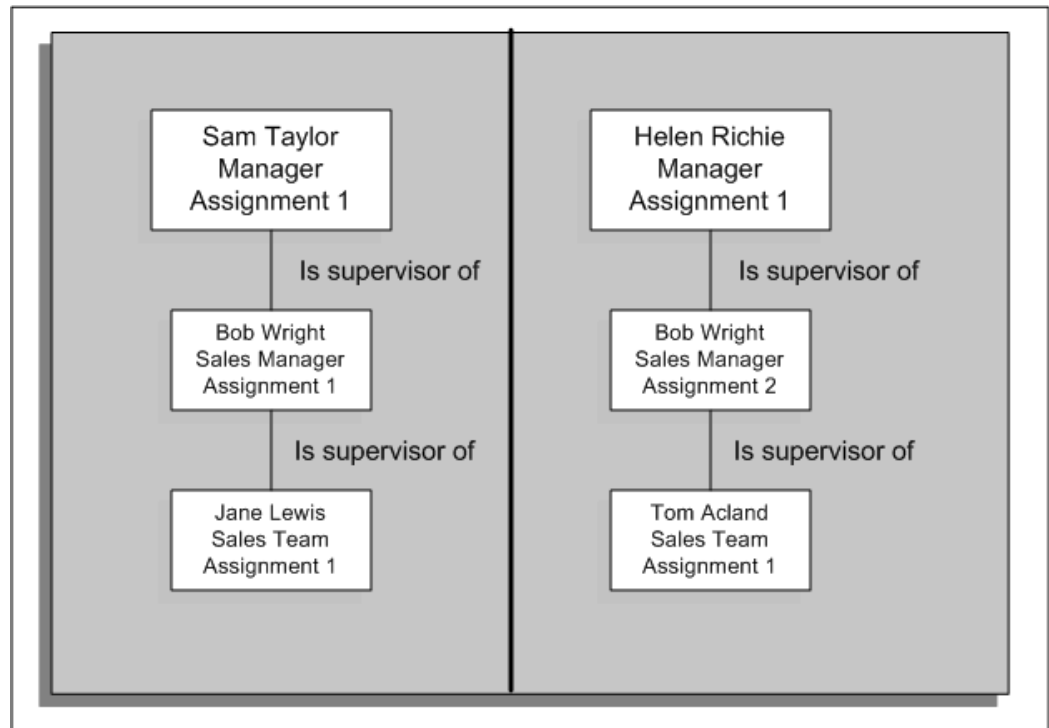 Sam Taylor
Manager
Assignment 1
Is supervisor of
Bob Wright
Sales Manager
Assignment 1
Is supervisor of
Jane Lewis
Sales Team
Assignment 1
Helen Richie
Manager
Assignment 1
Is supervisor of
Bob Wright
Sales Manager
Assignment 2
Is supervisor of
Tom Acland
Sales Team
Assignment 1